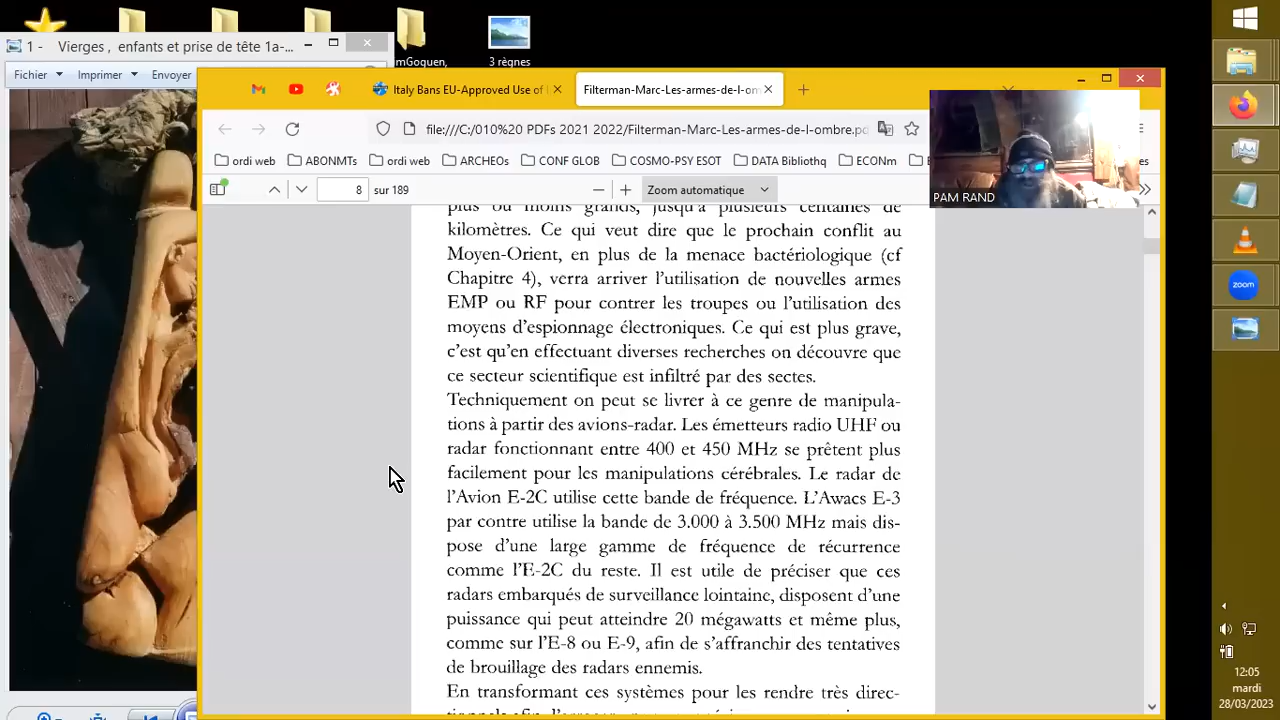 mGoquen,
3 règnes
1 - Vierges , enfants et prise de tête 1a-...
Fichier
Imprimer
Envoyer
Italy Bans EU-Approved Use of
Filterman-Marc-Les-armes-de-l-om
file:///C:/010%20 PDFs 2021 2022/Filterman-Marc-Les-armes-de-l-ombre.pd
ordi web
ABONMTs
ordi web
ARCHEOs
CONF GLOB
COSMO-PSY ESOT
DATA Bibliothq
ECONm
es
8 sur 189
Zoom automatique
PAM RAND
plus ou moins grands, jusqu'à plusieurs centaines de
kilomètres. Ce qui veut dire que le prochain conflit au
Moyen-Orient, en plus de la menace bactériologique (cf
Chapitre 4), verra arriver l'utilisation de nouvelles armes
EMP ou RF pour contrer les troupes ou l'utilisation des
moyens d'espionnage électroniques. Ce qui est plus grave,
c'est qu'en effectuant diverses recherches on découvre que
ce secteur scientifique est infiltré par des sectes.
Techniquement on peut se livrer à ce genre de manipula-
tions à partir des avions-radar. Les émetteurs radio UHF ou
radar fonctionnant entre 400 et 450 MHz se prêtent plus
facilement pour les manipulations cérébrales. Le radar de
l'Avion E-2C utilise cette bande de fréquence. L'Awacs E-3
par contre utilise la bande de 3.000 à 3.500 MHz mais dis-
pose d'une large gamme de fréquence de récurrence
comme l'E-2C du reste. Il est utile de préciser que ces
radars embarqués de surveillance lointaine, disposent d'une
puissance qui peut atteindre 20 mégawatts et même plus,
comme sur l'E-8 ou E-9, afin de s'affranchir des tentatives
de brouillage des radars ennemis.
En transformant ces systèmes pour les rendre très direc-
zoom
12:05
mardi
28/03/2023